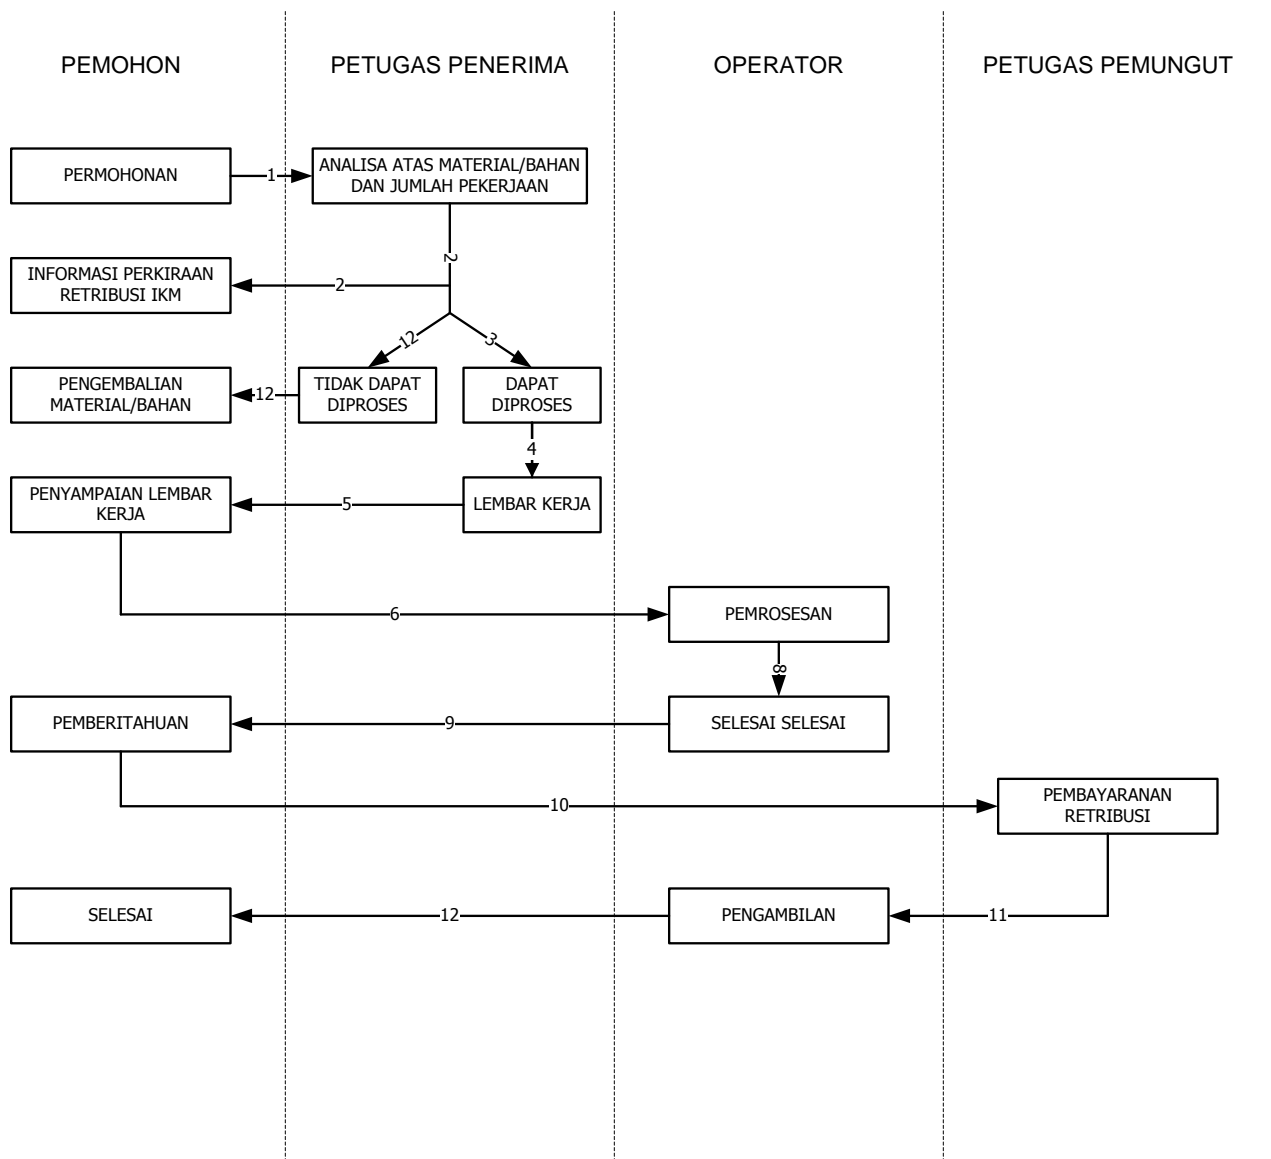 PEMOHON
PETUGAS PENERIMA
OPERATOR
PETUGAS PEMUNGUT
PERMOHONAN
1
ANALISA ATAS MATERIAL/BAHAN
DAN JUMLAH PEKERJAAN
2
INFORMASI PERKIRAAN
RETRIBUSI IKM
2
12
3
PENGEMBALIAN
MATERIAL/BAHAN
12
TIDAK DAPAT
DIPROSES
DAPAT
DIPROSES
4
PENYAMPAIAN LEMBAR
KERJA
5
LEMBAR KERJA
6
PEMROSESAN
8
PEMBERITAHUAN
9
SELESAI SELESAI
10
PEMBAYARANAN
RETRIBUSI
SELESAI
12
PENGAMBILAN
11